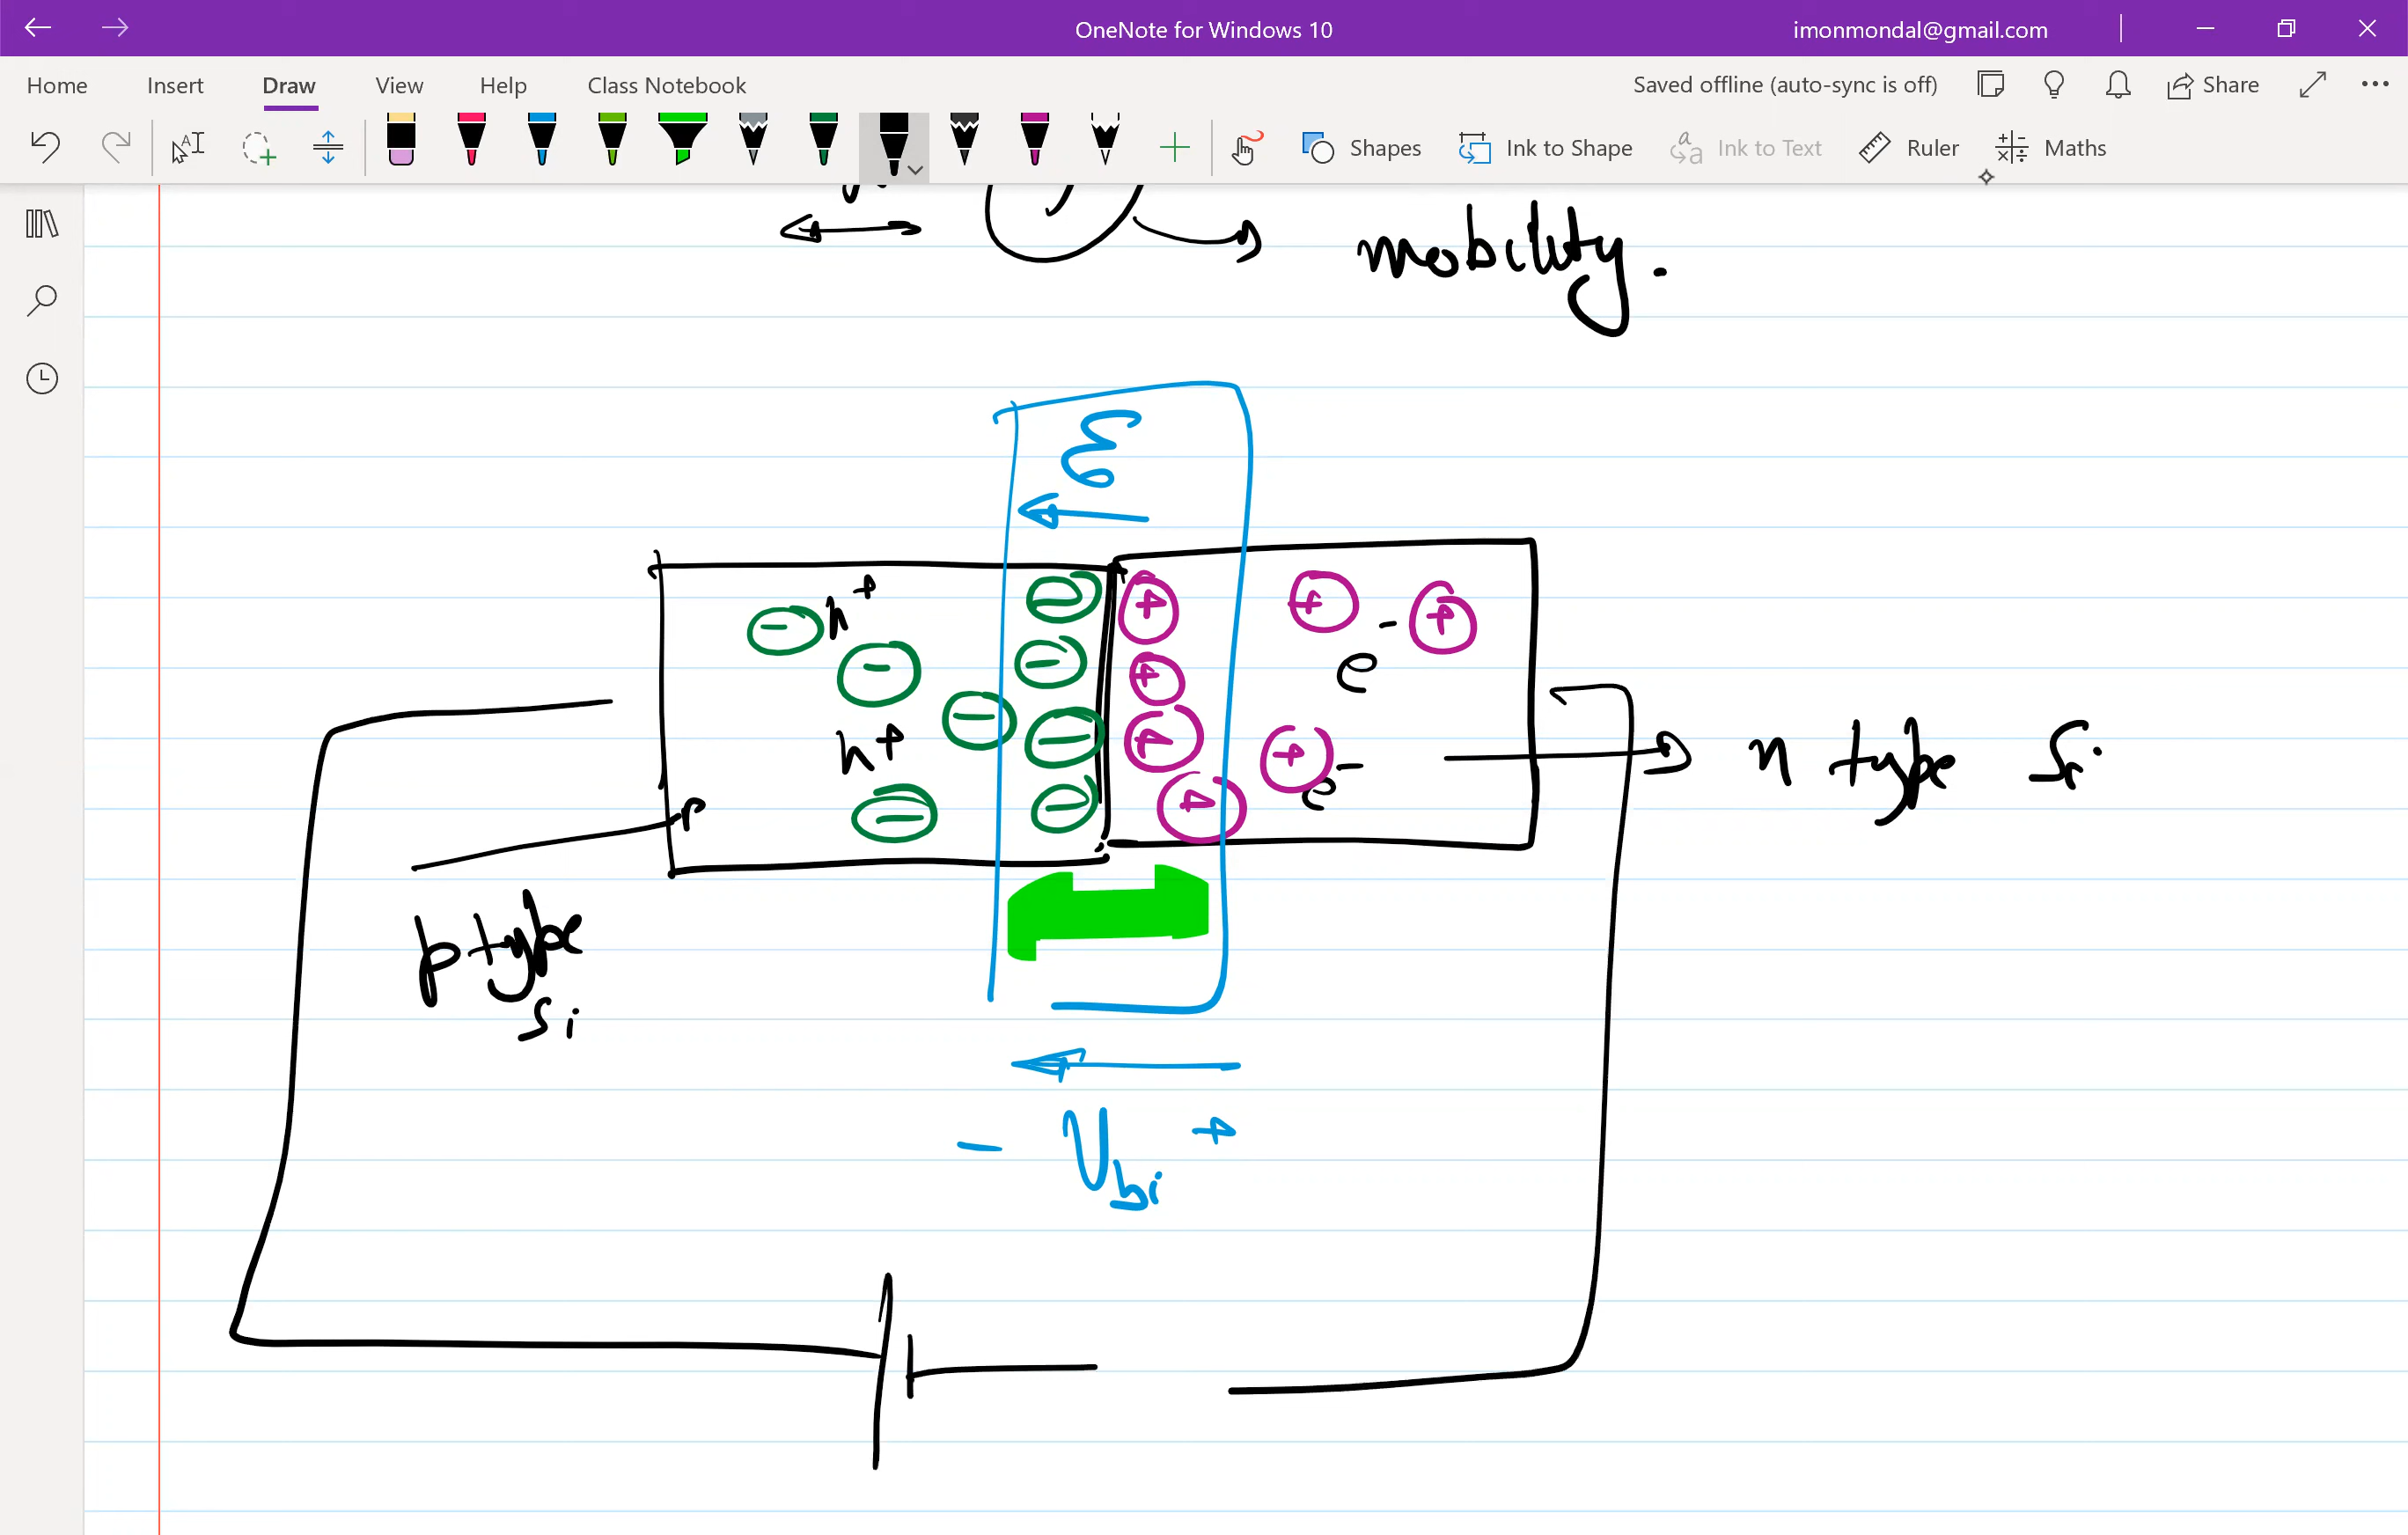 OneNote for Windows 10
imonmondal@gmail.com
Home Insert Draw View Help Class Notebook
Saved offline (auto-sync is off) Share
Shapes Ink to Shape Ink to Text Ruler Maths
mobility.
ε
h+
e-
h+
e-
n type Si
p type
Si
- Vbi +